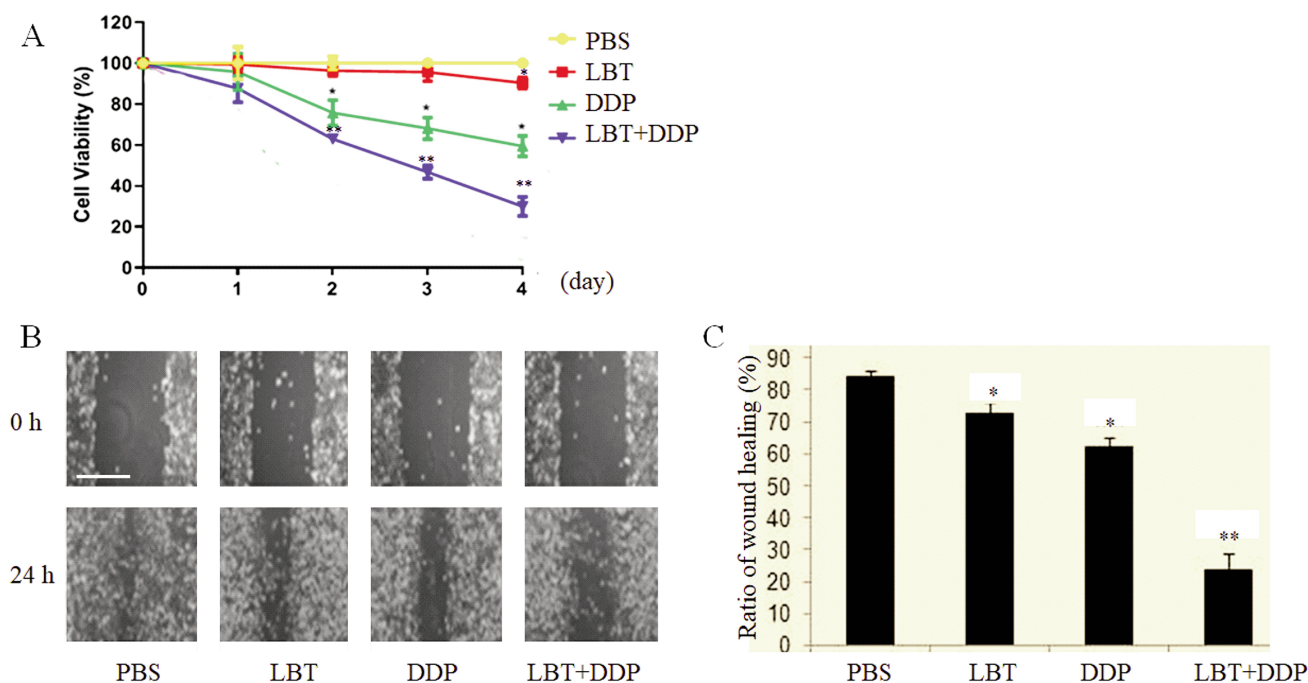 A
Cell Viability (%)
120
100
80
60
40
20
0
0 1 2 3 4
(day)
PBS
LBT
DDP
LBT+DDP
*
* * *
** ** **
B
0 h
24 h
PBS LBT DDP LBT+DDP
C
Ratio of wound healing (%)
90
80
70
60
50
40
30
20
10
0
*
*
**
PBS LBT DDP LBT+DDP